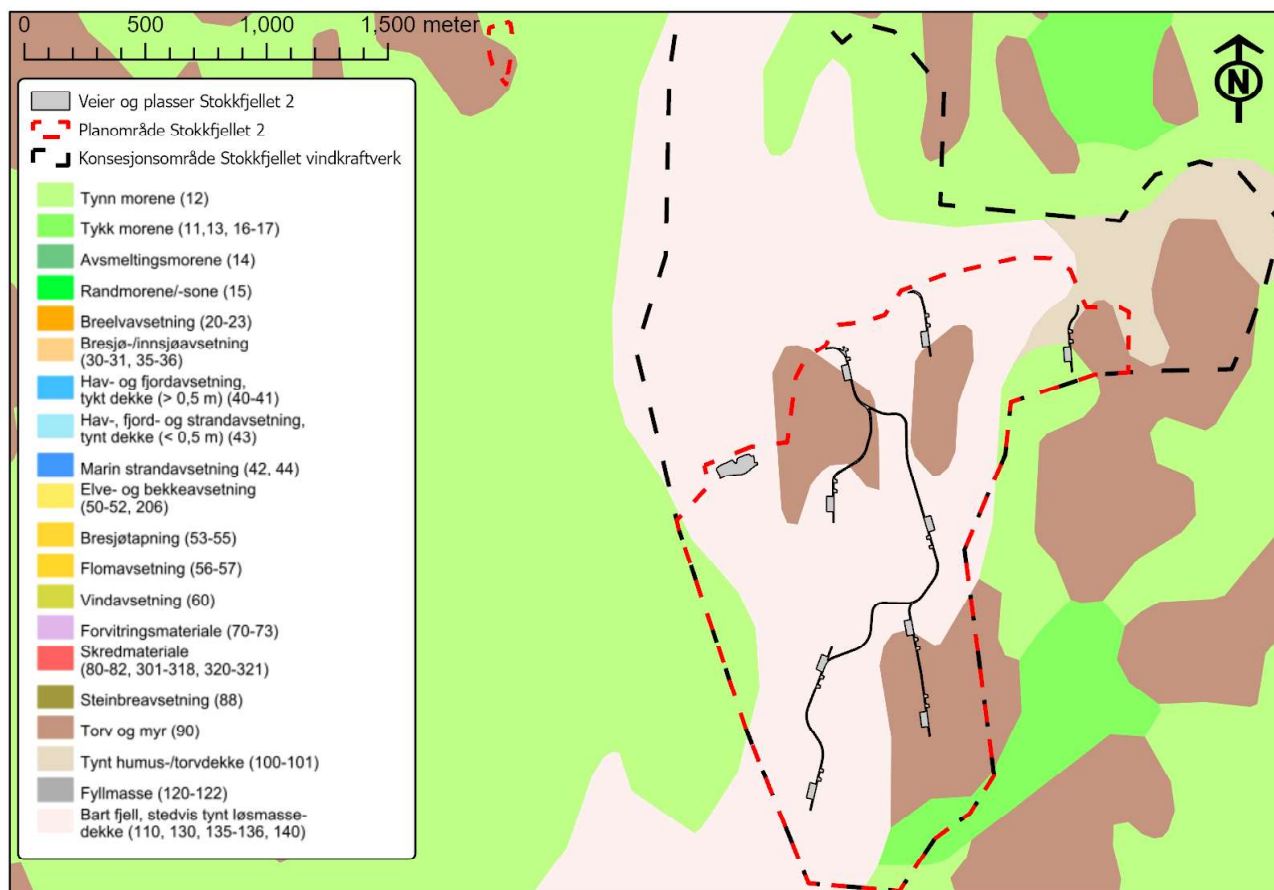 0 500 1,000 1,500 meter
N
Veier og plasser Stokkfjellet 2
Planområde Stokkfjellet 2
Konsesjonsområde Stokkfjellet vindkraftverk
Tynn morene (12)
Tykk morene (11,13, 16-17)
Avsmeltingsmorene (14)
Randmorene/-sone (15)
Breelvavsetning (20-23)
Bresjø-/innsjøavsetning
(30-31, 35-36)
Hav- og fjordavsetning,
tykt dekke (> 0,5 m) (40-41)
Hav-, fjord- og strandavsetning,
tynt dekke (< 0,5 m) (43)
Marin strandavsetning (42, 44)
Elve- og bekkeavsetning
(50-52, 206)
Bresjøtapning (53-55)
Flomavsetning (56-57)
Vindavsetning (60)
Forvitringsmateriale (70-73)
Skredmateriale
(80-82, 301-318, 320-321)
Steinbreavsetning (88)
Torv og myr (90)
Tynt humus-/torvdekke (100-101)
Fyllmasse (120-122)
Bart fjell, stedvis tynt løsmasse-
dekke (110, 130, 135-136, 140)